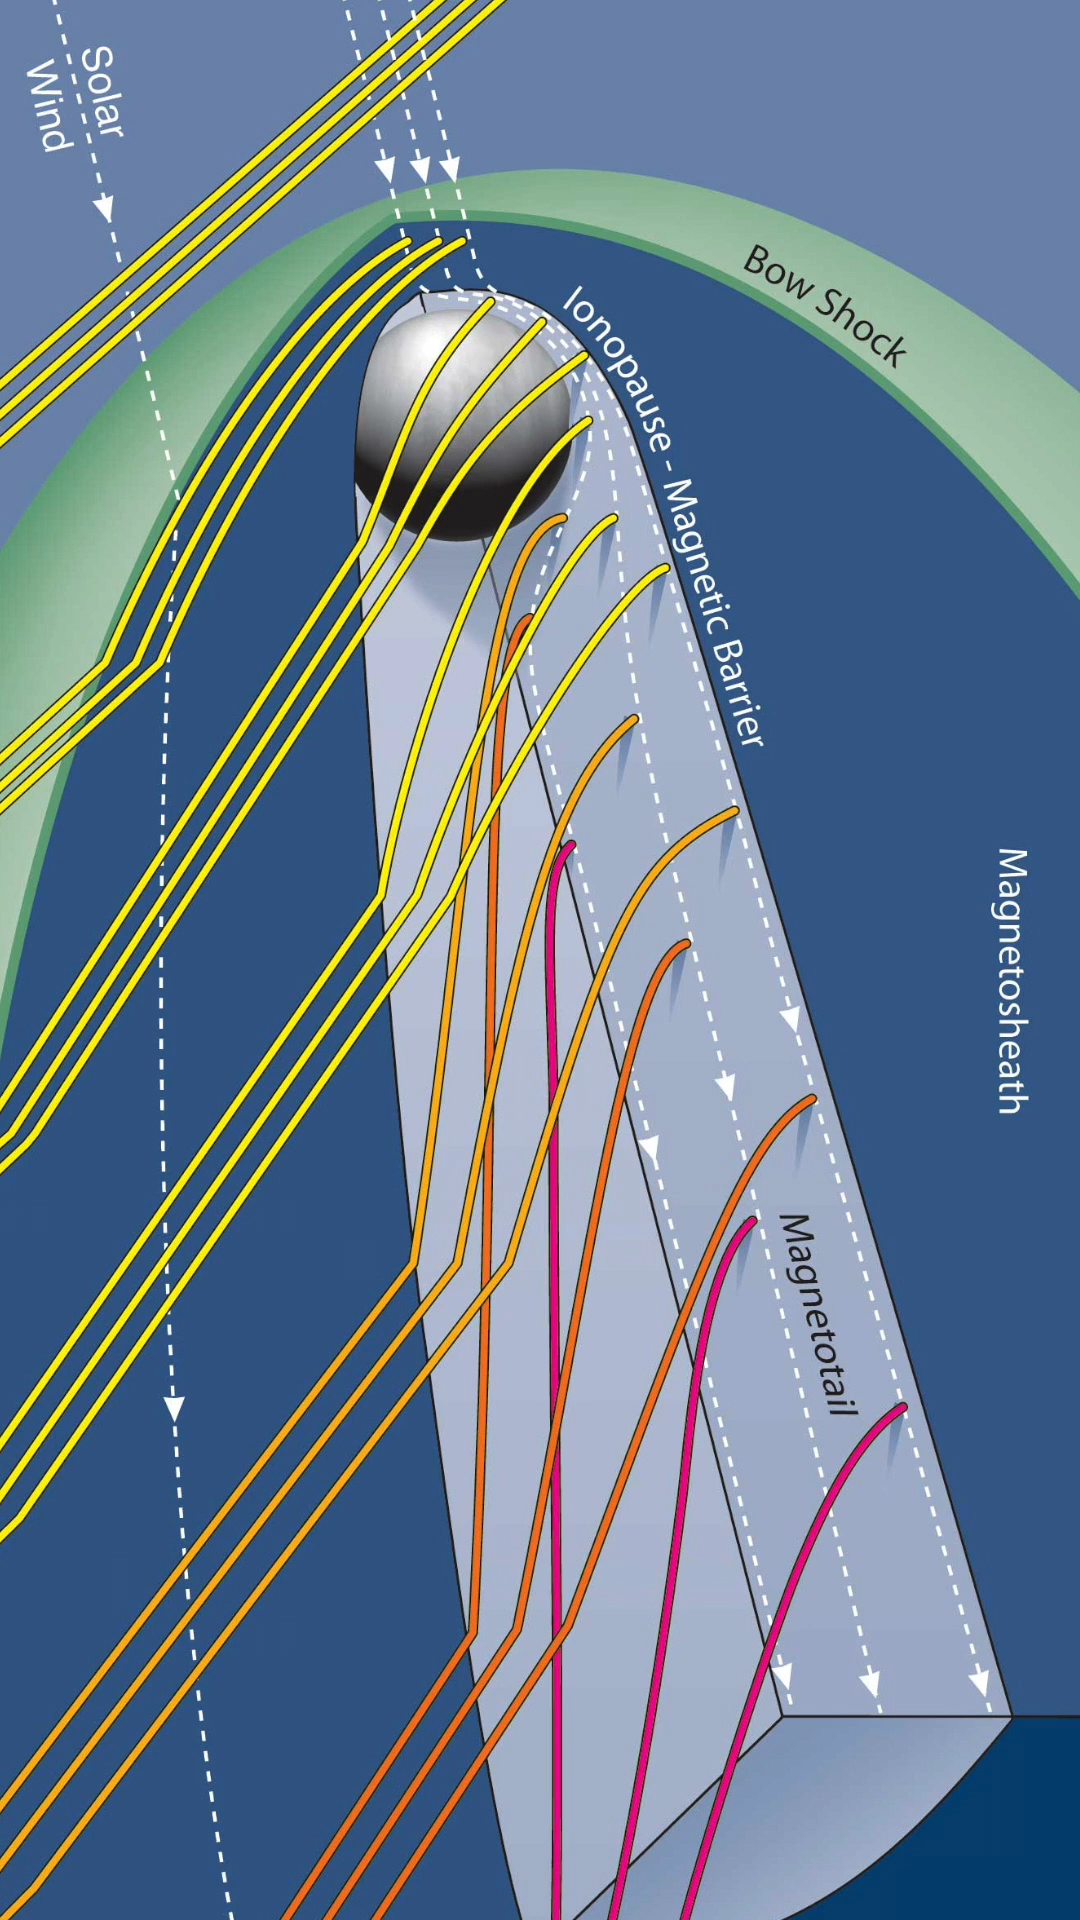 Solar
Wind
Bow Shock
Ionopause - Magnetic Barrier
Magnetosheath
Magnetotail